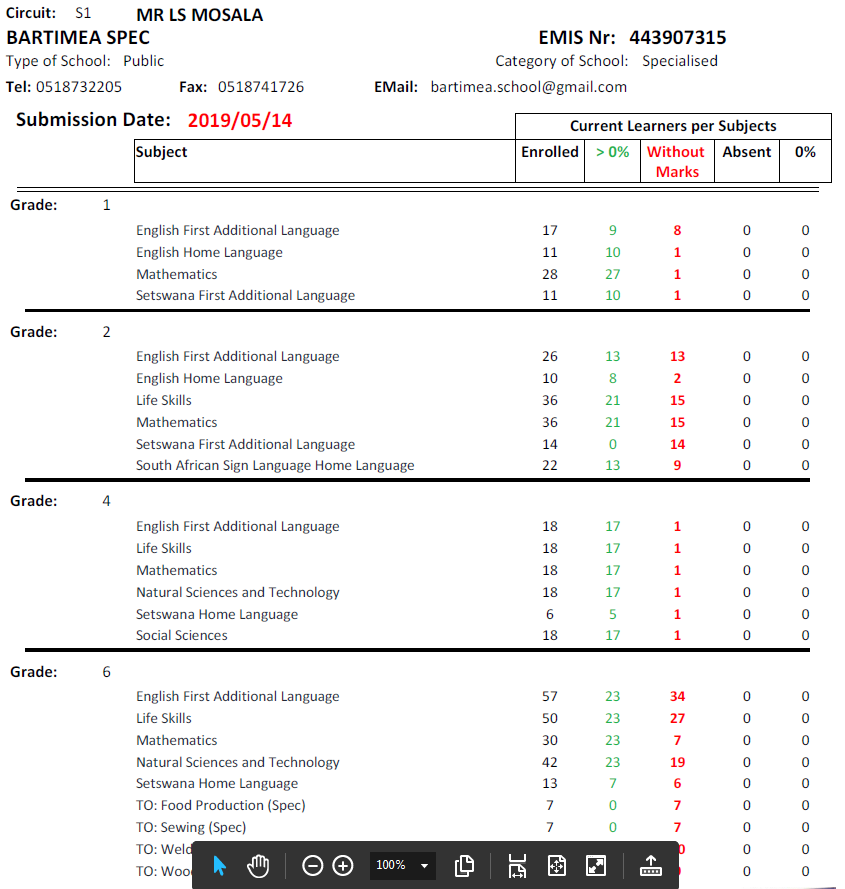 Circuit: S1 MR LS MOSALA
BARTIMEA SPEC EMIS Nr: 443907315
Type of School: Public Category of School: Specialised
Tel: 0518732205 Fax: 0518741726 EMail: bartimea.school@gmail.com
Submission Date: 2019/05/14
Current Learners per Subjects
Subject Enrolled > 0% Without Marks Absent 0%
Grade: 1
English First Additional Language 17 9 8 0 0
English Home Language 11 10 1 0 0
Mathematics 28 27 1 0 0
Setswana First Additional Language 11 10 1 0 0
Grade: 2
English First Additional Language 26 13 13 0 0
English Home Language 10 8 2 0 0
Life Skills 36 21 15 0 0
Mathematics 36 21 15 0 0
Setswana First Additional Language 14 0 14 0 0
South African Sign Language Home Language 22 13 9 0 0
Grade: 4
English First Additional Language 18 17 1 0 0
Life Skills 18 17 1 0 0
Mathematics 18 17 1 0 0
Natural Sciences and Technology 18 17 1 0 0
Setswana Home Language 6 5 1 0 0
Social Sciences 18 17 1 0 0
Grade: 6
English First Additional Language 57 23 34 0 0
Life Skills 50 23 27 0 0
Mathematics 30 23 7 0 0
Natural Sciences and Technology 42 23 19 0 0
Setswana Home Language 13 7 6 0 0
TO: Food Production (Spec) 7 0 7 0 0
TO: Sewing (Spec) 7 0 7 0 0
TO: Weld 0 0
TO: Woo 0 0
100%